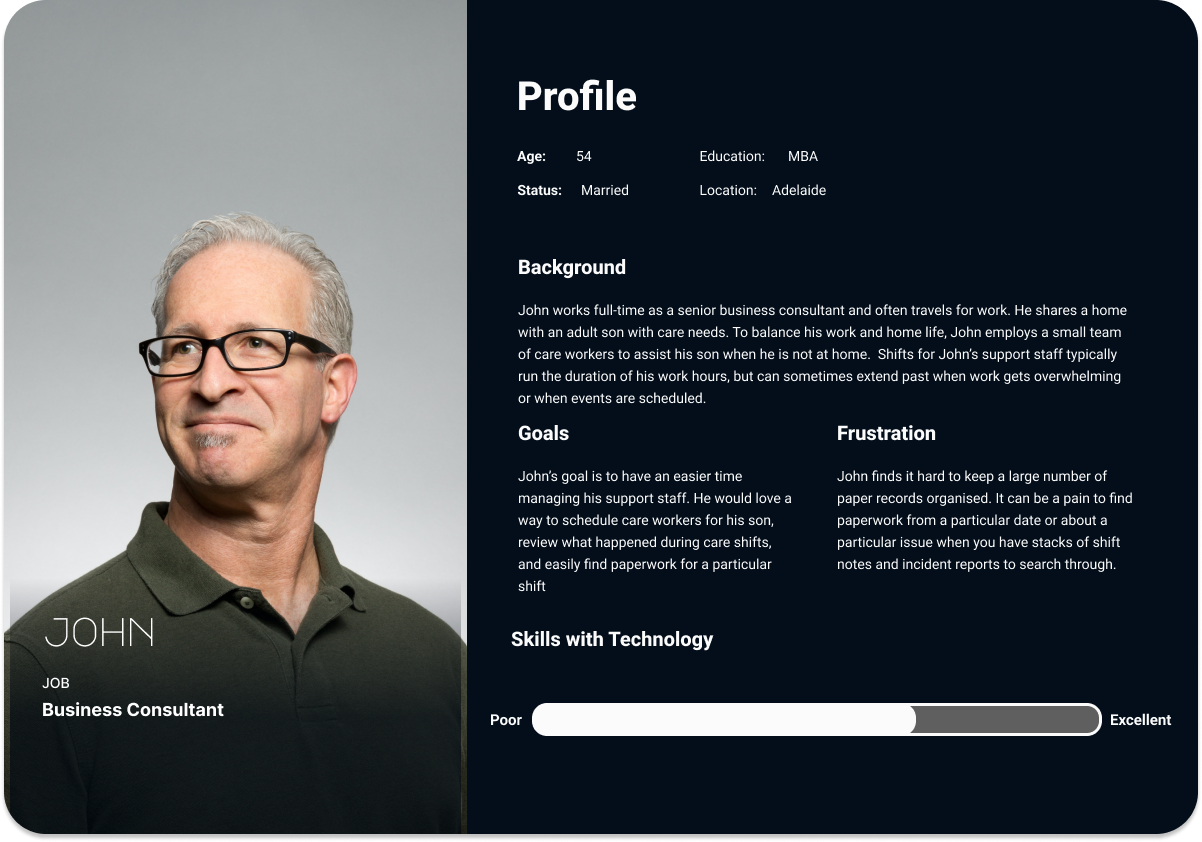 Profile
Age: 54 Education: MBA
Status: Married Location: Adelaide
Background
John works full-time as a senior business consultant and often travels for work. He shares a home
with an adult son with care needs. To balance his work and home life, John employs a small team
of care workers to assist his son when he is not at home.  Shifts for John’s support staff typically
run the duration of his work hours, but can sometimes extend past when work gets overwhelming
or when events are scheduled.
Goals
John’s goal is to have an easier time
managing his support staff. He would love a
way to schedule care workers for his son,
review what happened during care shifts,
and easily find paperwork for a particular
shift
Frustration
John finds it hard to keep a large number of
paper records organised. It can be a pain to find
paperwork from a particular date or about a
particular issue when you have stacks of shift
notes and incident reports to search through.
JOHN
JOB
Business Consultant
Skills with Technology
Poor Excellent